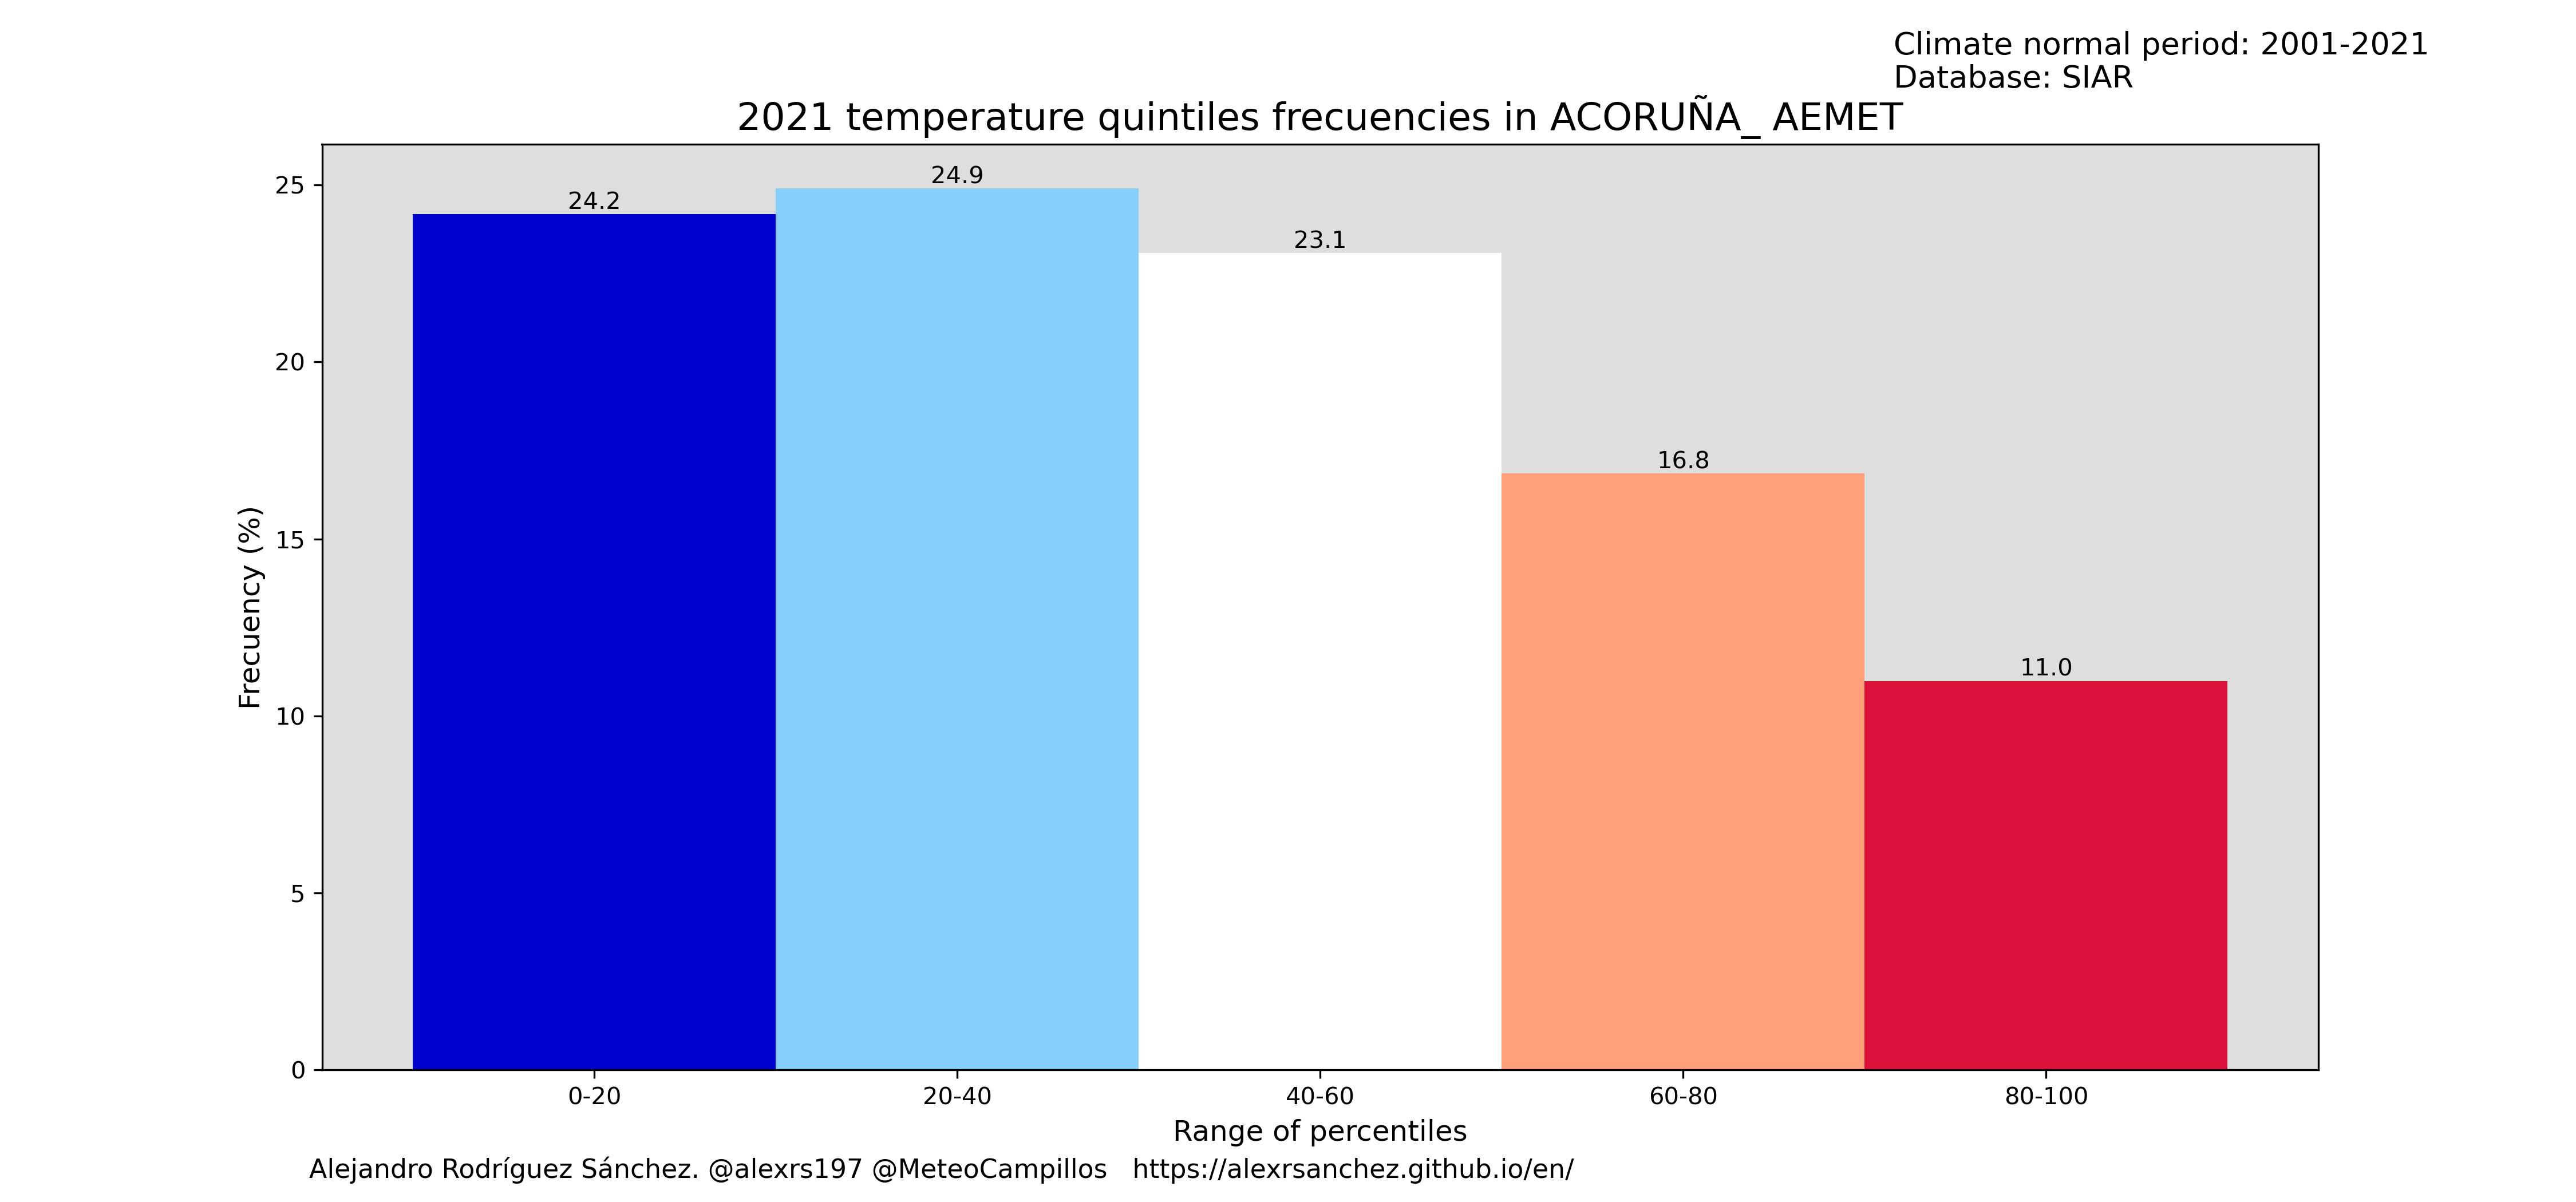 Climate normal period: 2001-2021
Database: SIAR
2021 temperature quintiles frecuencies in ACORUÑA_ AEMET
24.2
24.9
23.1
16.8
11.0
25
20
15
10
5
0
Frecuency (%)
0-20
20-40
40-60
60-80
80-100
Range of percentiles
Alejandro Rodríguez Sánchez. @alexrs197 @MeteoCampillos   https://alexrsanchez.github.io/en/